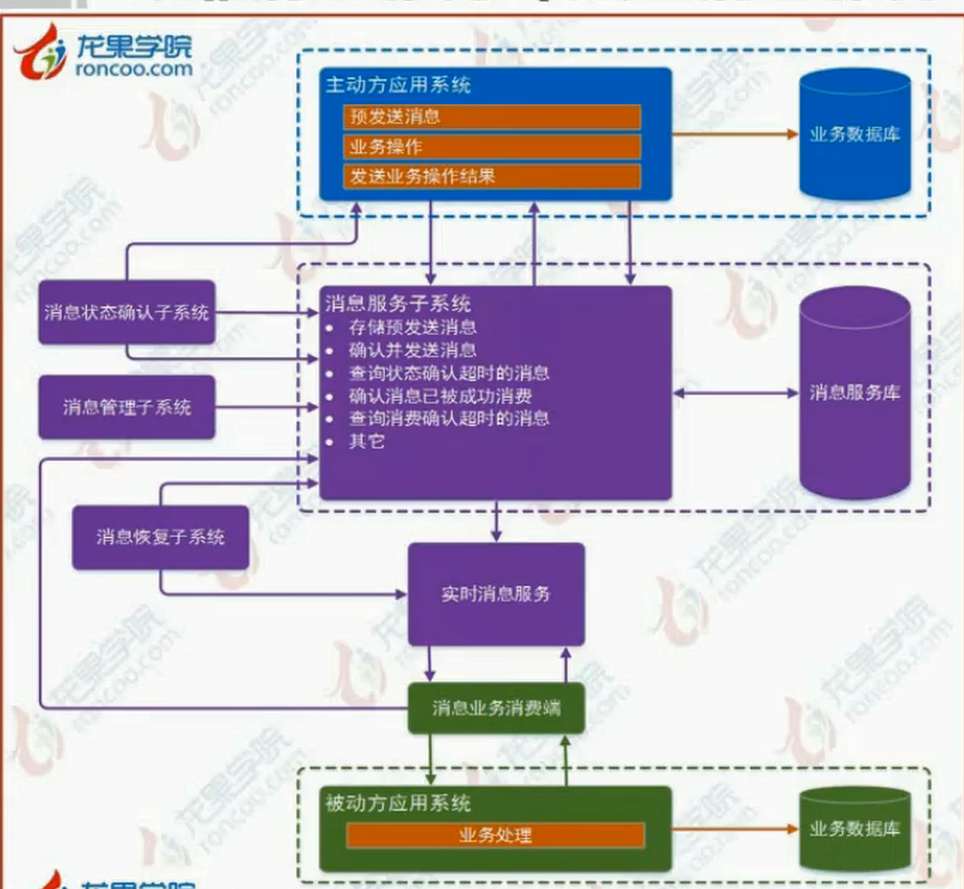 龙果学院
roncoo.com
主动方应用系统
预发送消息
业务操作
发送业务操作结果
业务数据库
消息状态确认子系统
消息服务子系统
• 存储预发送消息
• 确认并发送消息
• 查询状态确认超时的消息
• 确认消息已被成功消费
• 查询消费确认超时的消息
• 其它
消息服务库
消息管理子系统
消息恢复子系统
实时消息服务
消息业务消费端
被动方应用系统
业务处理
业务数据库